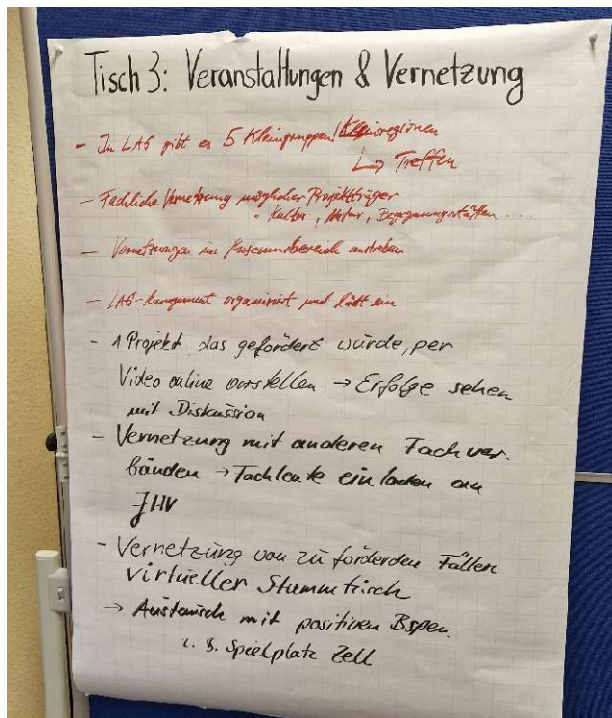 Tisch 3: Veranstaltungen & Vernetzung
- In LAG gibt es 5 Kleingruppen/Kleinregionen
↳ Treffen
- Fachliche Vernetzung möglicher Projektträger
• Kultur, Natur, Begegnungsstätten ....
- Vernetzungen im anstreben
- LAG-Management organisiert und lädt ein
- 1 Projekt das gefördert würde, per
Video online vorstellen → Erfolge sehen
mit Diskussion
- Vernetzung mit anderen Fachver-
bänden → Fachleute einladen an
JHV
- Vernetzung von zu förderden Fällen
virtueller Stammtisch
→ Austausch mit positiven Bspen.
z. B. Spielplatz Zell